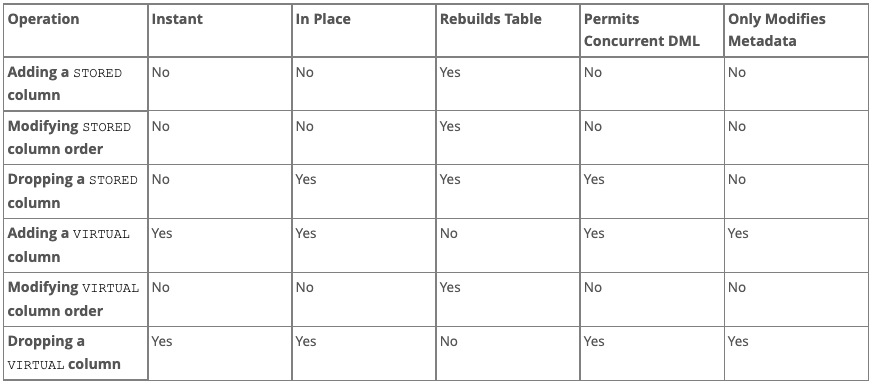 Operation Instant In Place Rebuilds Table Permits Only Modifies
Concurrent DML Metadata
Adding a STORED No No Yes No No
column
Modifying STORED No No Yes No No
column order
Dropping a STORED No Yes Yes Yes No
column
Adding a VIRTUAL Yes Yes No Yes Yes
column
Modifying VIRTUAL No No Yes No No
column order
Dropping a Yes Yes No Yes Yes
VIRTUAL column